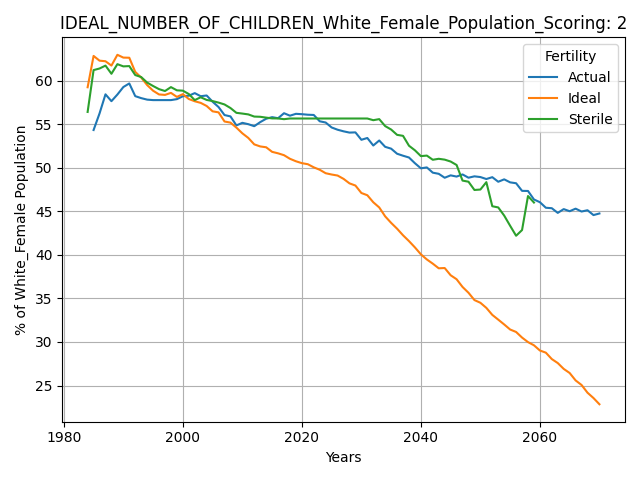 IDEAL_NUMBER_OF_CHILDREN_White_Female_Population_Scoring: 2
Fertility
Actual
Ideal
Sterile
% of White_Female Population
60
55
50
45
40
35
30
25
1980
2000
2020
2040
2060
Years